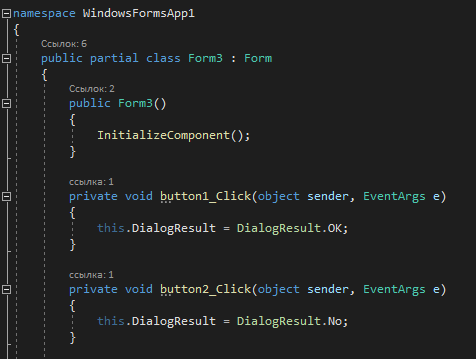 namespace WindowsFormsApp1
{
Ссылок: 6
public partial class Form3 : Form
{
Ссылок: 2
public Form3()
{
InitializeComponent();
}
ссылка: 1
private void button1_Click(object sender, EventArgs e)
{
this.DialogResult = DialogResult.OK;
}
ссылка: 1
private void button2_Click(object sender, EventArgs e)
{
this.DialogResult = DialogResult.No;
}